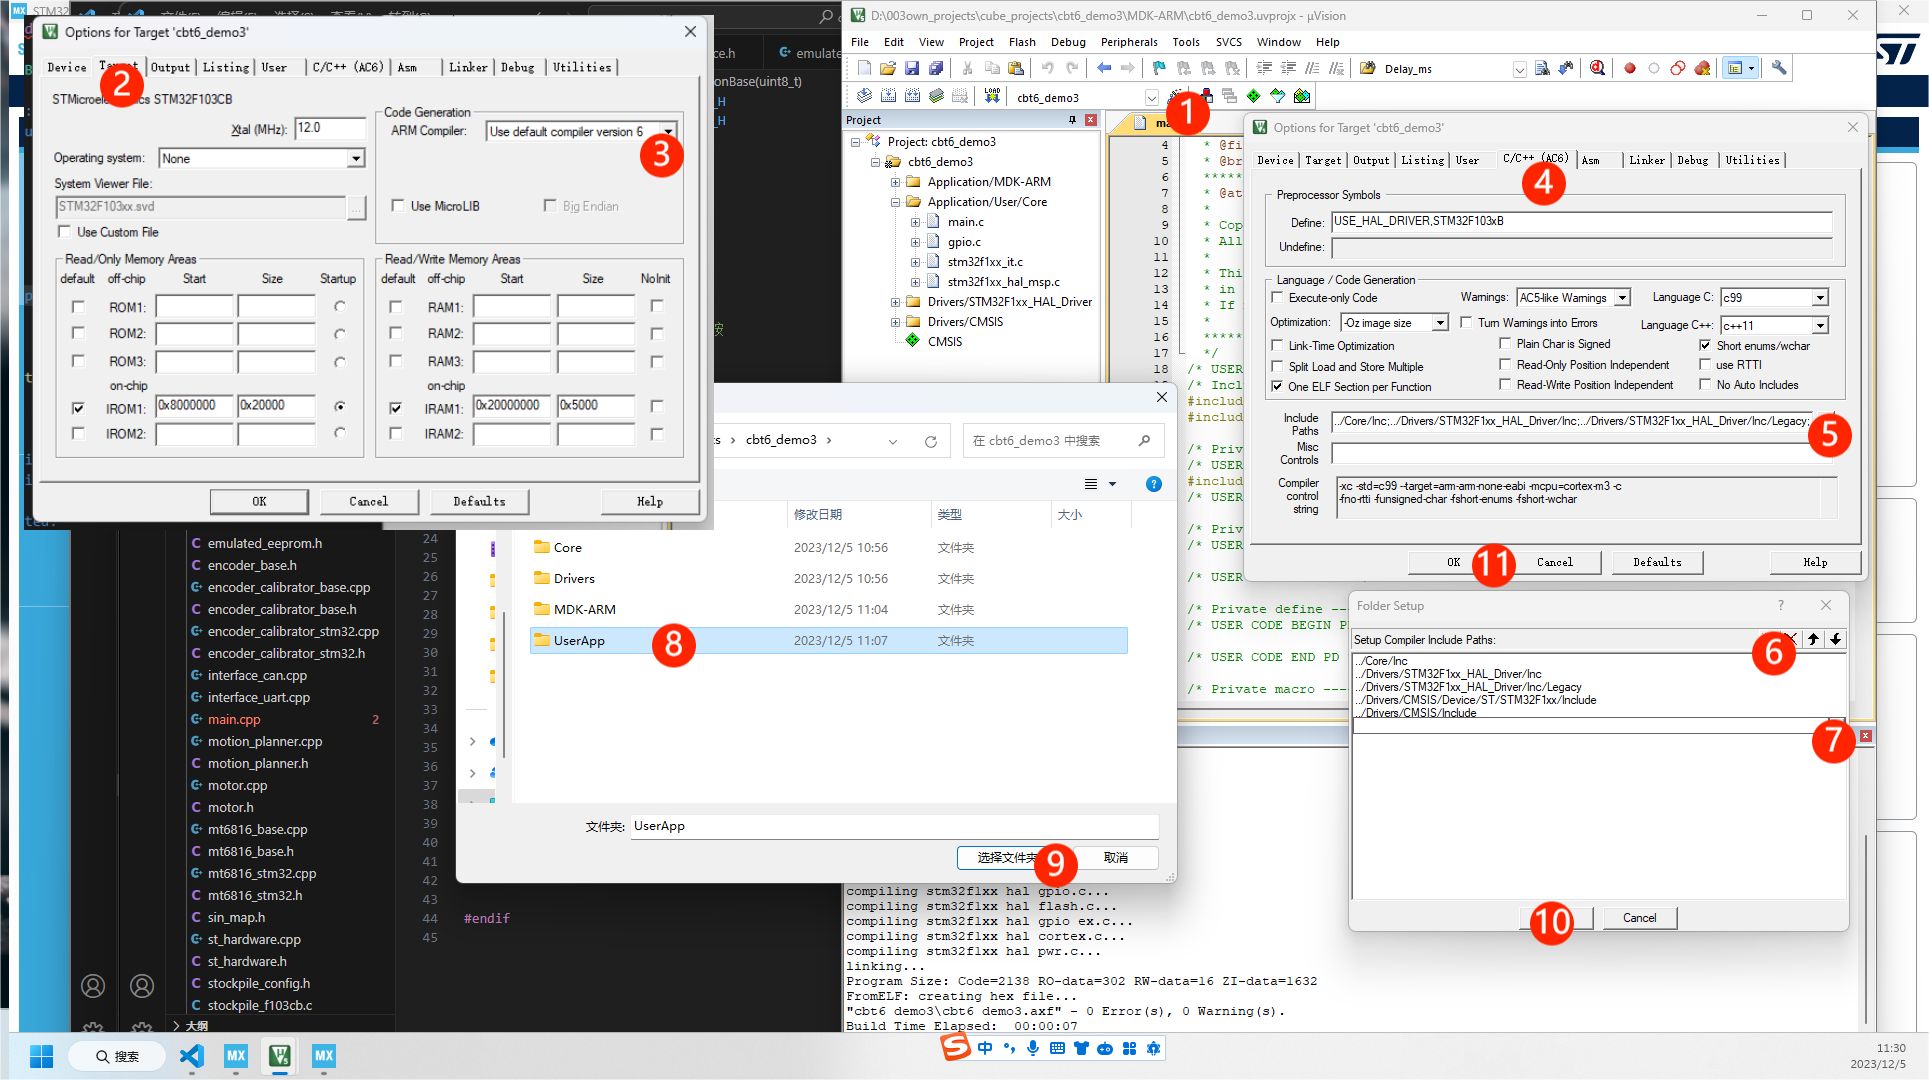 Options for Target 'cbt6_demo3'
Device Output Listing User C/C++ (AC6) Asm Linker Debug Utilities
STM32F103CB
Xtal (MHz): 12.0
Operating system: None
System Viewer File:
STM32F103xx.svd
Use Custom File
Code Generation
ARM Compiler: Use default compiler version 6
Use MicroLIB Big Endian
Read/Only Memory Areas
default off-chip Start Size Startup
ROM1:
ROM2:
ROM3:
on-chip
IROM1: 0x8000000 0x20000
IROM2:
Read/Write Memory Areas
default off-chip Start Size NoInit
RAM1:
RAM2:
RAM3:
on-chip
IRAM1: 0x20000000 0x5000
IRAM2:
OK Cancel Defaults Help
2
3
D:\003own_projects\cube_projects\cbt6_demo3\MDK-ARM\cbt6_demo3.uvprojx - µVision
File Edit View Project Flash Debug Peripherals Tools SVCS Window Help
Delay_ms
LOAD cbt6_demo3
1
Project
Project: cbt6_demo3
cbt6_demo3
Application/MDK-ARM
Application/User/Core
main.c
gpio.c
stm32f1xx_it.c
stm32f1xx_hal_msp.c
Drivers/STM32F1xx_HAL_Driver
Drivers/CMSIS
CMSIS
Options for Target 'cbt6_demo3'
Device Target Output Listing User C/C++ (AC6) Asm Linker Debug Utilities
4
Preprocessor Symbols
Define: USE_HAL_DRIVER,STM32F103xB
Undefine:
Language / Code Generation
Execute-only Code Warnings: AC5-like Warnings Language C: c99
Optimization: -Oz image size Turn Warnings into Errors Language C++: c++11
Link-Time Optimization Plain Char is Signed Short enums/wchar
Split Load and Store Multiple Read-Only Position Independent use RTTI
One ELF Section per Function Read-Write Position Independent No Auto Includes
Include Paths ../Core/Inc;../Drivers/STM32F1xx_HAL_Driver/Inc;../Drivers/STM32F1xx_HAL_Driver/Inc/Legacy;
5
Misc Controls
Compiler control string -xc -std=c99 --target=arm-arm-none-eabi -mcpu=cortex-m3 -c
-fno-rtti -funsigned-char -fshort-enums -fshort-wchar
OK 11 Cancel Defaults Help
Folder Setup
Setup Compiler Include Paths:
6
../Core/Inc
../Drivers/STM32F1xx_HAL_Driver/Inc
../Drivers/STM32F1xx_HAL_Driver/Inc/Legacy
../Drivers/CMSIS/Device/ST/STM32F1xx/Include
../Drivers/CMSIS/Include
7
10 Cancel
cbt6_demo3
在 cbt6_demo3 中搜索
修改日期 类型 大小
Core 2023/12/5 10:56 文件夹
Drivers 2023/12/5 10:56 文件夹
MDK-ARM 2023/12/5 11:04 文件夹
UserApp 8 2023/12/5 11:07 文件夹
文件夹: UserApp
选择文件夹 9 取消
emulated_eeprom.h
encoder_base.h
encoder_calibrator_base.cpp
encoder_calibrator_base.h
encoder_calibrator_stm32.cpp
encoder_calibrator_stm32.h
interface_can.cpp
interface_uart.cpp
main.cpp 2
motion_planner.cpp
motion_planner.h
motor.cpp
motor.h
mt6816_base.cpp
mt6816_base.h
mt6816_stm32.cpp
mt6816_stm32.h
sin_map.h
st_hardware.cpp
st_hardware.h
stockpile_config.h
stockpile_f103cb.c
大纲
44 #endif
45
compiling stm32f1xx hal gpio.c...
compiling stm32f1xx hal flash.c...
compiling stm32f1xx hal gpio ex.c...
compiling stm32f1xx hal cortex.c...
compiling stm32f1xx hal pwr.c...
linking...
Program Size: Code=2138 RO-data=302 RW-data=16 ZI-data=1632
FromELF: creating hex file...
"cbt6 demo3\cbt6 demo3.axf" - 0 Error(s), 0 Warning(s).
Build Time Elapsed: 00:00:07
搜索
中
11:30
2023/12/5